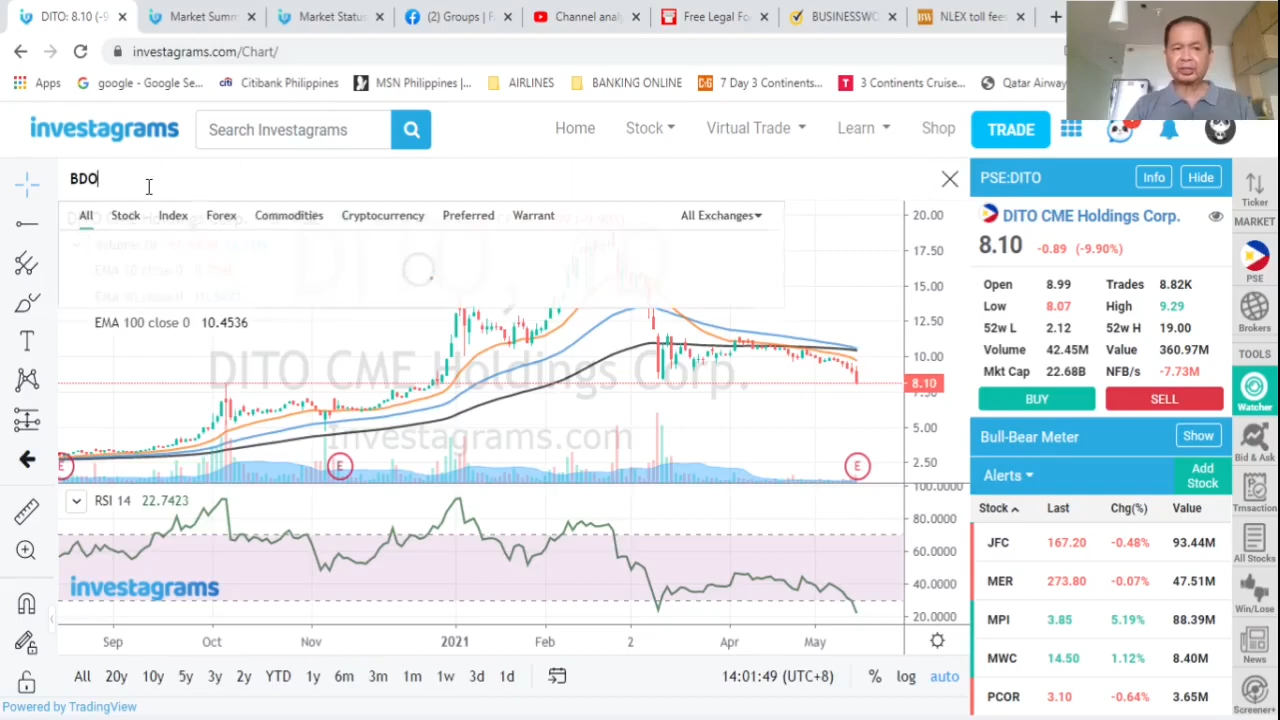 DITO: 8.10 (-9
Market Summ
Market Status
(2) Groups | F
Channel anal
Free Legal Fo
BUSINESSWO
NLEX toll fees
investagrams.com/Chart/
Apps
google - Google Se...
Citibank Philippines
MSN Philippines |...
AIRLINES
BANKING ONLINE
7 Day 3 Continents...
3 Continents Cruise...
Qatar Airway
investagrams
Search Investagrams
Home
Stock
Virtual Trade
Learn
Shop
TRADE
BDO
All Stock Index Forex Commodities Cryptocurrency Preferred Warrant All Exchanges
EMA 100 close 0 10.4536
DITO CME Holdings Corp.
Investagrams.com
20.00
17.50
15.00
12.50
10.00
8.10
7.50
5.00
2.50
E E E
RSI 14 22.7423
investagrams
100.0000
80.0000
60.0000
40.0000
20.0000
Sep Oct Nov 2021 Feb 2 Apr May
All 20y 10y 5y 3y 2y YTD 1y 6m 3m 1m 1w 3d 1d
14:01:49 (UTC+8)
% log auto
Powered by TradingView
PSE:DITO Info Hide
DITO CME Holdings Corp.
8.10 -0.89 (-9.90%)
Open 8.99 Trades 8.82K
Low 8.07 High 9.29
52w L 2.12 52w H 19.00
Volume 42.45M Value 360.97M
Mkt Cap 22.68B NFB/s -7.73M
BUY SELL
Bull-Bear Meter Show
Alerts Add Stock
Stock Last Chg(%) Value
JFC 167.20 -0.48% 93.44M
MER 273.80 -0.07% 47.51M
MPI 3.85 5.19% 88.39M
MWC 14.50 1.12% 8.40M
PCOR 3.10 -0.64% 3.65M
Ticker
MARKET
PSE
Brokers
TOOLS
Watcher
Bid & Ask
Trnsaction
All Stocks
Win/Lose
News
Screener+